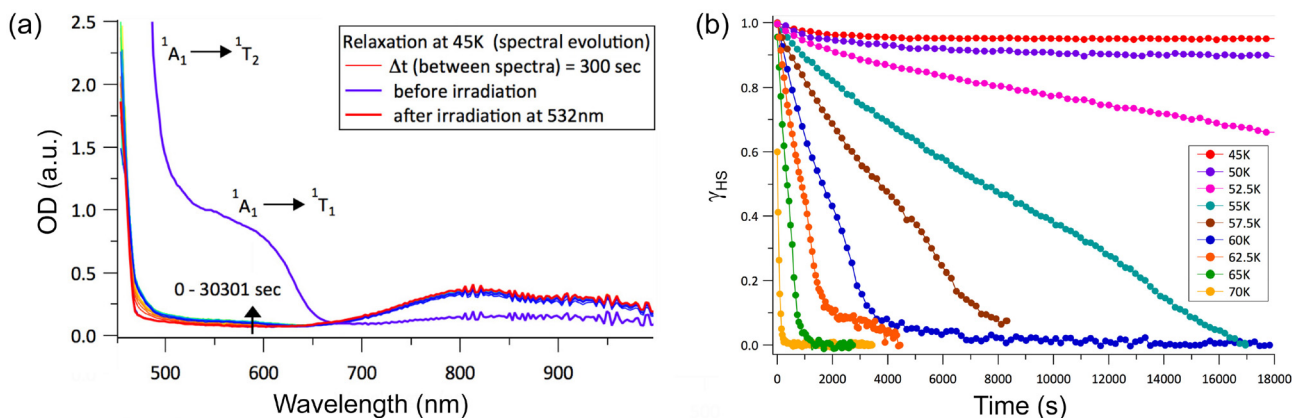 (a)
2.5
2.0
1.5
1.0
0.5
0.0
OD (a.u.)
¹A₁ → ¹T₂
¹A₁ → ¹T₁
0 - 30301 sec
Relaxation at 45K (spectral evolution)
Δt (between spectra) = 300 sec
before irradiation
after irradiation at 532nm
500 600 700 800 900
Wavelength (nm)
(b)
1.0
0.8
0.6
0.4
0.2
0.0
γHS
45K
50K
52.5K
55K
57.5K
60K
62.5K
65K
70K
0 2000 4000 6000 8000 10000 12000 14000 16000 18000
Time (s)